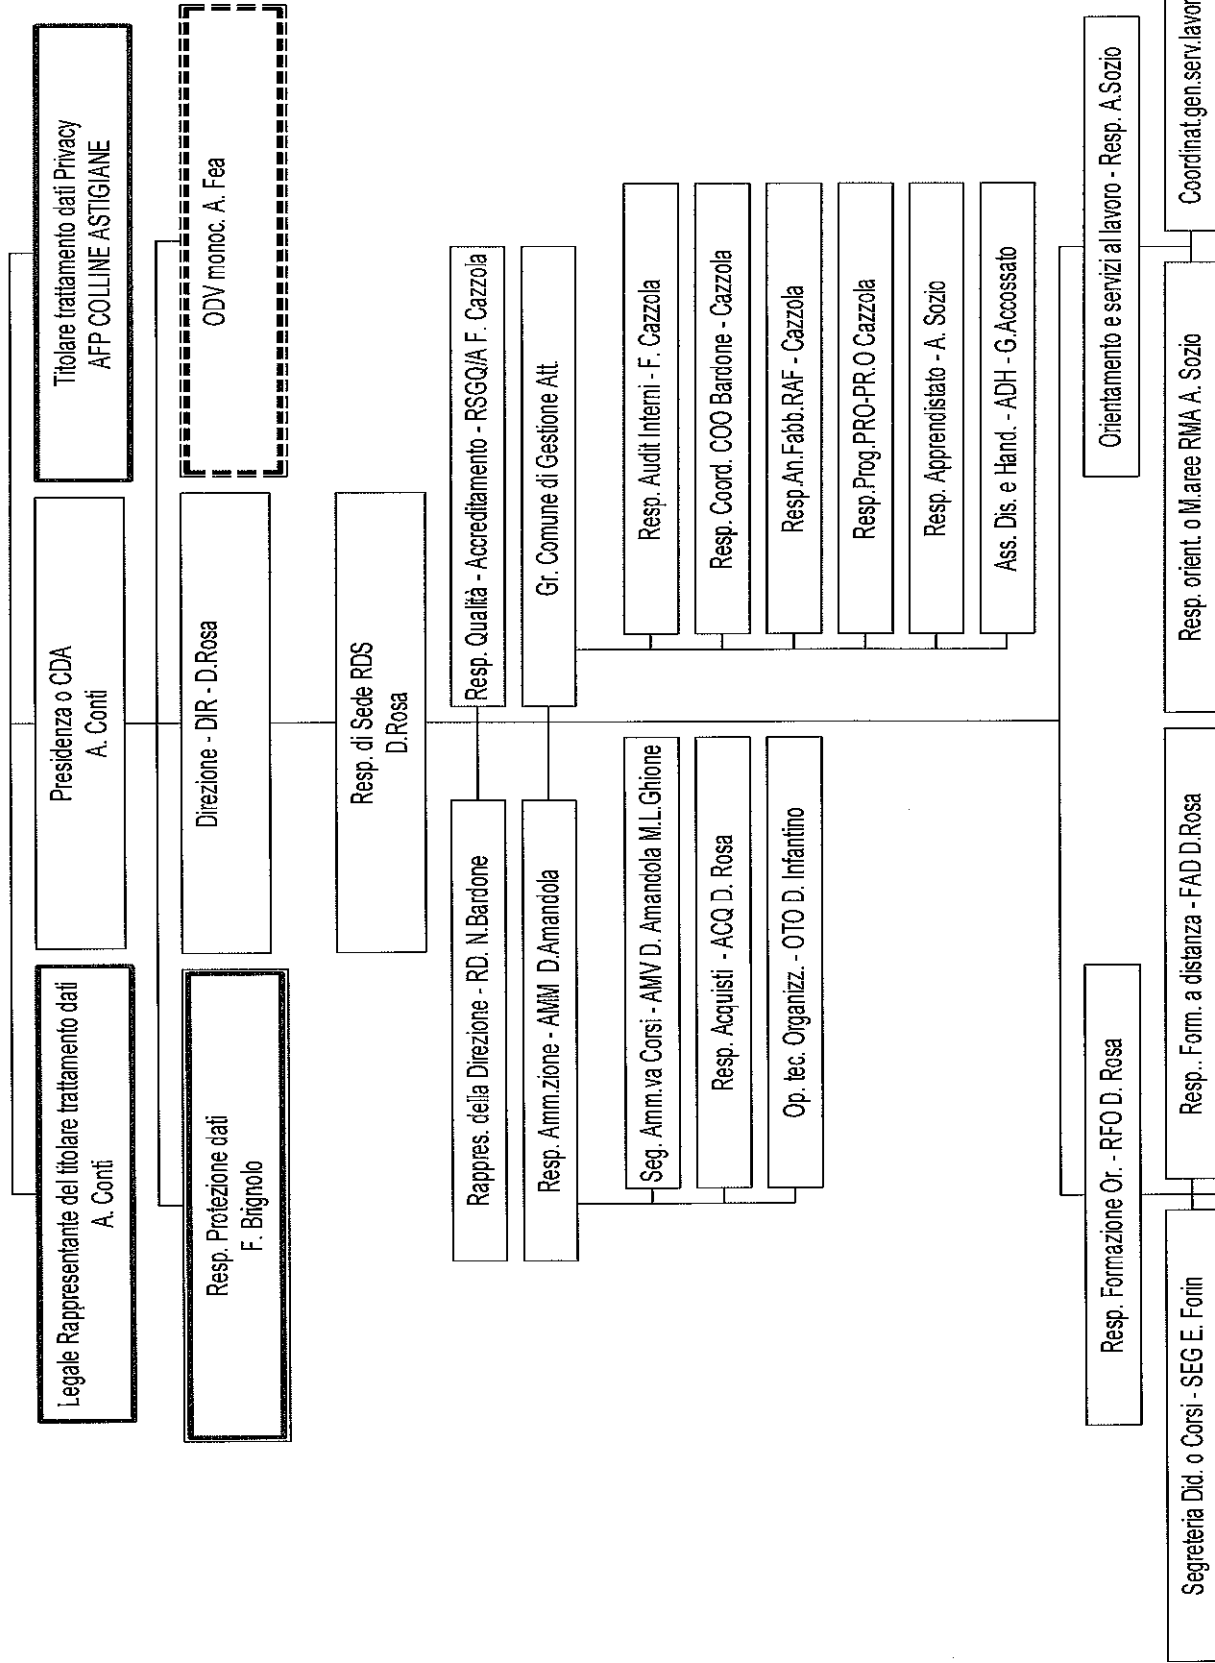 Legale Rappresentante del titolare trattamento dati
A. Conti
Presidenza o CDA
A. Conti
Titolare trattamento dati Privacy
AFP COLLINE ASTIGIANE
Resp. Protezione dati
F. Brignolo
Direzione - DIR - D.Rosa
ODV monoc. A. Fea
Resp. di Sede RDS
D.Rosa
Rappres. della Direzione - RD. N.Bardone
Resp. Qualità - Accreditamento - RSGQ/A F. Cazzola
Resp. Amm.zione - AMM D.Amandola
Gr. Comune di Gestione Att.
Seg. Amm.va Corsi - AMV D. Amandola M.L.Ghione
Resp. Acquisti - ACQ D. Rosa
Op. tec. Organizz. - OTO D. Infantino
Resp. Audit Interni - F. Cazzola
Resp. Coord. COO Bardone - Cazzola
Resp.An.Fabb.RAF - Cazzola
Resp.Prog.PRO-PR.O Cazzola
Resp. Apprendistato - A. Sozio
Ass. Dis. e Hand. - ADH - G.Accossato
Resp. Formazione Or. - RFO D. Rosa
Orientamento e servizi al lavoro - Resp. A.Sozio
Segreteria Did. o Corsi - SEG E. Forin
Resp.. Form. a distanza - FAD D.Rosa
Resp. orient. o M.aree RMA A. Sozio
Coordinat.gen.serv.lavor